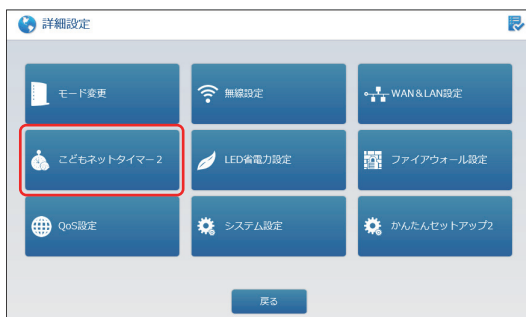 詳細設定
モード変更
無線設定
WAN&LAN設定
こどもネットタイマー2
LED省電力設定
ファイアウォール設定
QoS設定
システム設定
かんたんセットアップ2
戻る